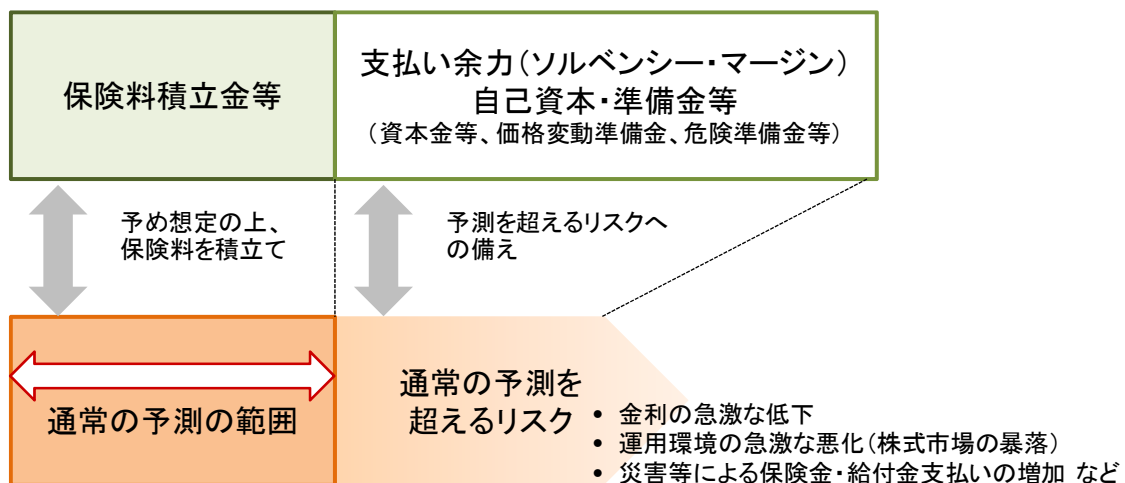 保険料積立金等
支払い余力（ソルベンシー・マージン）
自己資本・準備金等
（資本金等、価格変動準備金、危険準備金等）
予め想定の上、
保険料を積立て
予測を超えるリスクへ
の備え
通常の予測の範囲
通常の予測を
超えるリスク
• 金利の急激な低下
• 運用環境の急激な悪化（株式市場の暴落）
• 災害等による保険金・給付金支払いの増加 など